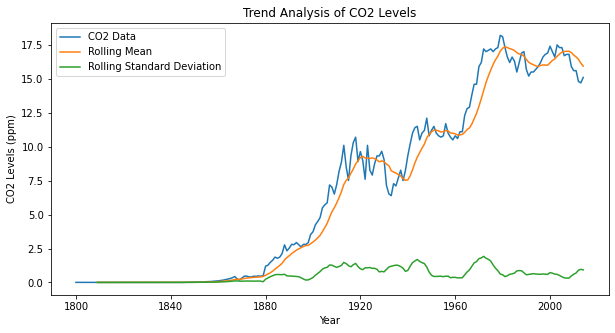 Trend Analysis of CO2 Levels
CO2 Data
Rolling Mean
Rolling Standard Deviation
CO2 Levels (ppm)
17.5
15.0
12.5
10.0
7.5
5.0
2.5
0.0
1800
1840
1880
1920
1960
2000
Year